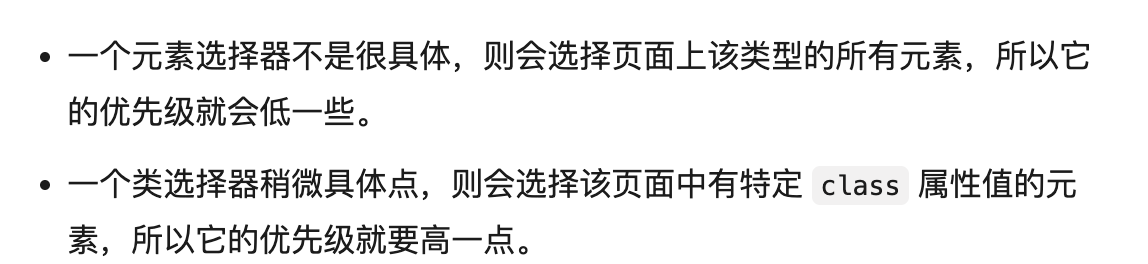 • 一个元素选择器不是很具体，则会选择页面上该类型的所有元素，所以它
的优先级就会低一些。
• 一个类选择器稍微具体点，则会选择该页面中有特定 class 属性值的元
素，所以它的优先级就要高一点。